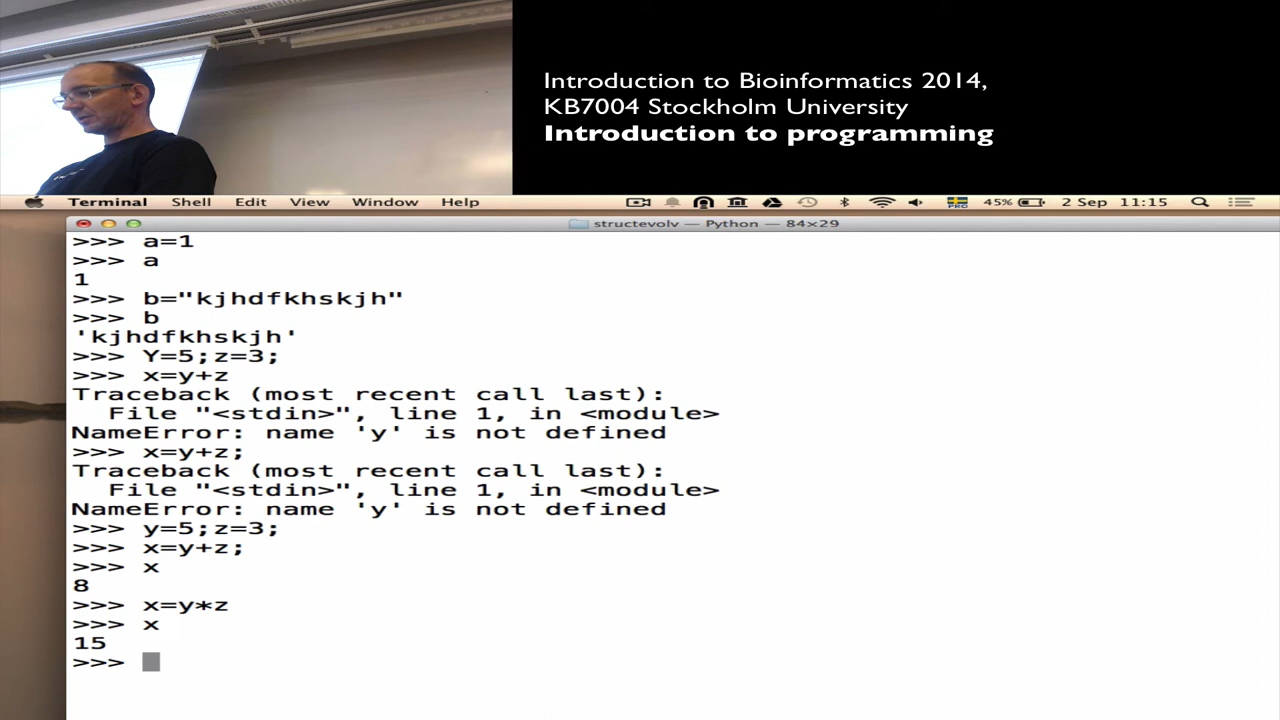 Introduction to Bioinformatics 2014,
KB7004 Stockholm University
Introduction to programming
Terminal Shell Edit View Window Help 45% 2 Sep 11:15
structevolv — Python — 84×29
>>> a=1
>>> a
1
>>> b="kjhdfkhskjh"
>>> b
'kjhdfkhskjh'
>>> Y=5;z=3;
>>> x=y+z
Traceback (most recent call last):
  File "<stdin>", line 1, in <module>
NameError: name 'y' is not defined
>>> x=y+z;
Traceback (most recent call last):
  File "<stdin>", line 1, in <module>
NameError: name 'y' is not defined
>>> y=5;z=3;
>>> x=y+z;
>>> x
8
>>> x=y*z
>>> x
15
>>>